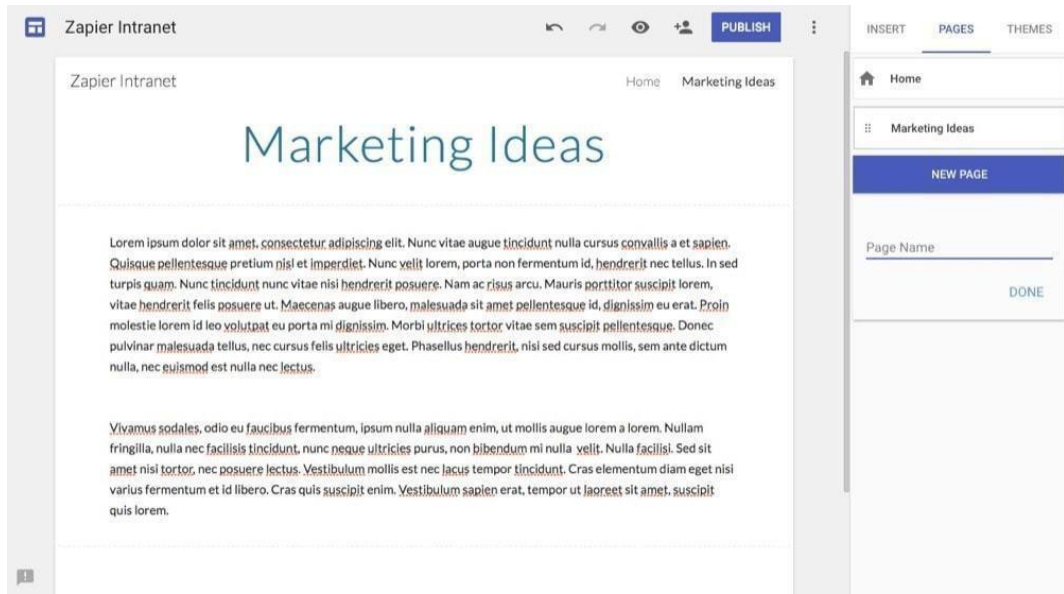 Zapier Intranet
PUBLISH
INSERT PAGES THEMES
Zapier Intranet
Home Marketing Ideas
Marketing Ideas
Lorem ipsum dolor sit amet, consectetur adipiscing elit. Nunc vitae augue tincidunt nulla cursus convallis a et sapien.
Quisque pellentesque pretium nisl et imperdiet. Nunc velit lorem, porta non fermentum id, hendrerit nec tellus. In sed
turpis quam. Nunc tincidunt nunc vitae nisi hendrerit posuere. Nam ac risus arcu. Mauris porttitor suscipit lorem,
vitae hendrerit felis posuere ut. Maecenas augue libero, malesuada sit amet pellentesque id, dignissim eu erat. Proin
molestie lorem id leo volutpat eu porta mi dignissim. Morbi ultrices tortor vitae sem suscipit pellentesque. Donec
pulvinar malesuada tellus, nec cursus felis ultricies eget. Phasellus hendrerit, nisi sed cursus mollis, sem ante dictum
nulla, nec euismod est nulla nec lectus.
Vivamus sodales, odio eu faucibus fermentum, ipsum nulla aliquam enim, ut mollis augue lorem a lorem. Nullam
fringilla, nulla nec facilisis tincidunt, nunc neque ultricies purus, non bibendum mi nulla velit. Nulla facilisi. Sed sit
amet nisi tortor, nec posuere lectus. Vestibulum mollis est nec lacus tempor tincidunt. Cras elementum diam eget nisi
varius fermentum et id libero. Cras quis suscipit enim. Vestibulum sapien erat, tempor ut laoreet sit amet, suscipit
quis lorem.
Home
Marketing Ideas
NEW PAGE
Page Name
DONE